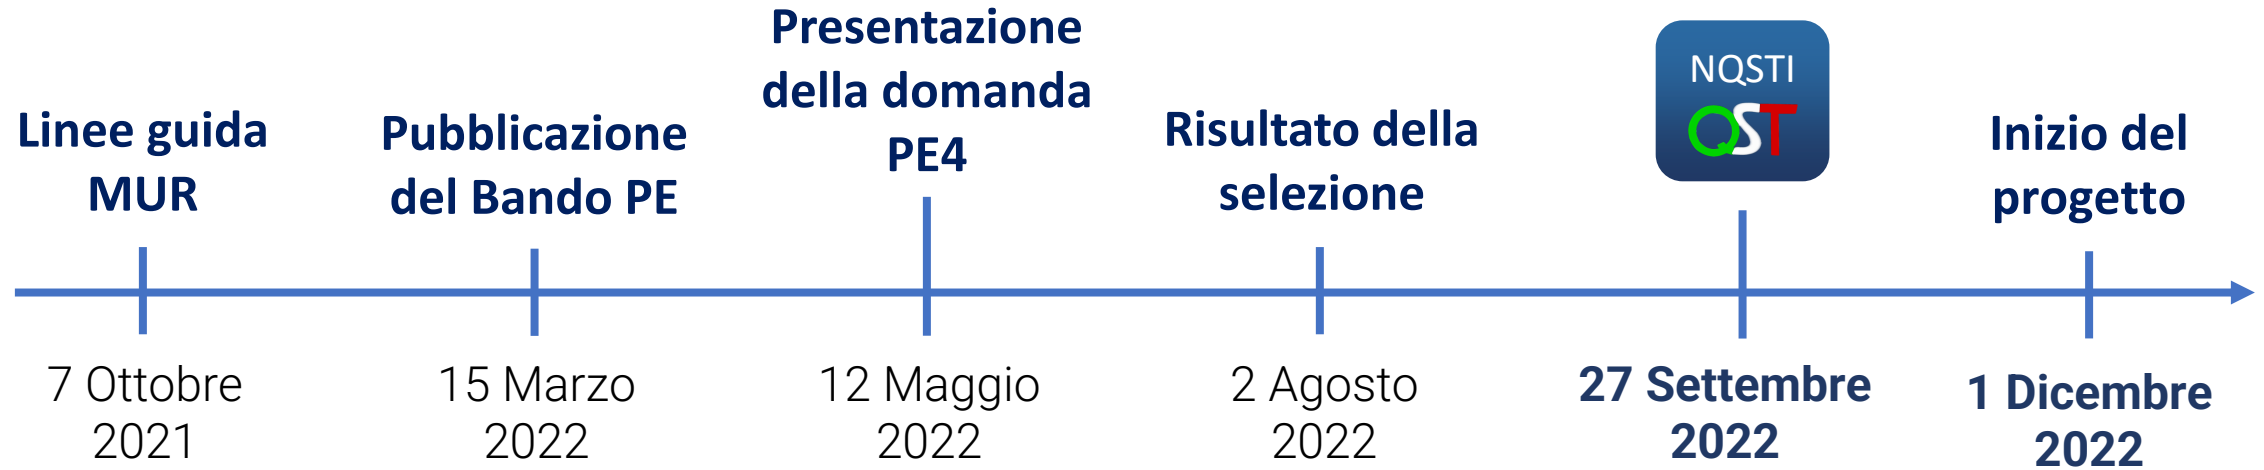 Linee guida
MUR
7 Ottobre
2021
Pubblicazione
del Bando PE
15 Marzo
2022
Presentazione
della domanda
PE4
12 Maggio
2022
Risultato della
selezione
2 Agosto
2022
NQSTI
QST
27 Settembre
2022
Inizio del
progetto
1 Dicembre
2022